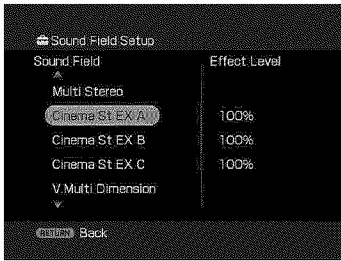 Sound Field Setup
Sound Field Effect Level
Multi Stereo
Cinema St EX A 100%
Cinema St EX B 100%
Cinema St EX C 100%
V.Multi Dimension
RETURN Back